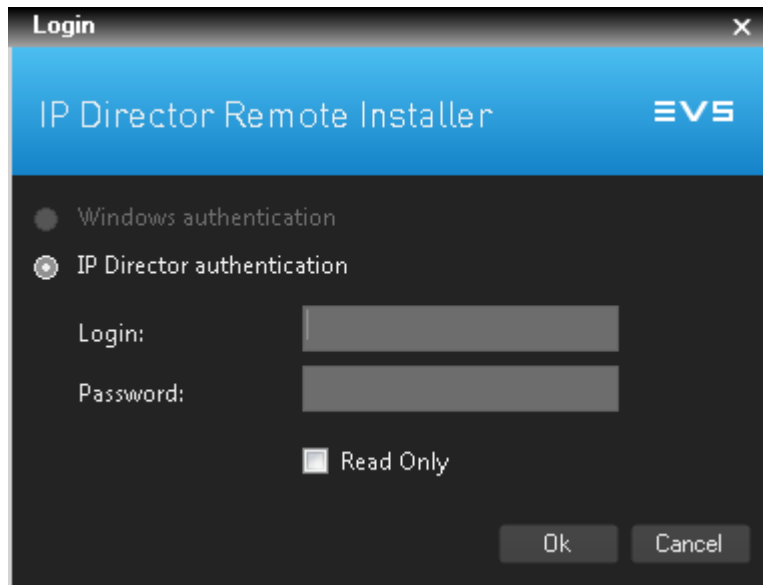 Login
IP Director Remote Installer
EVS
Windows authentication
IP Director authentication
Login:
Password:
Read Only
Ok Cancel